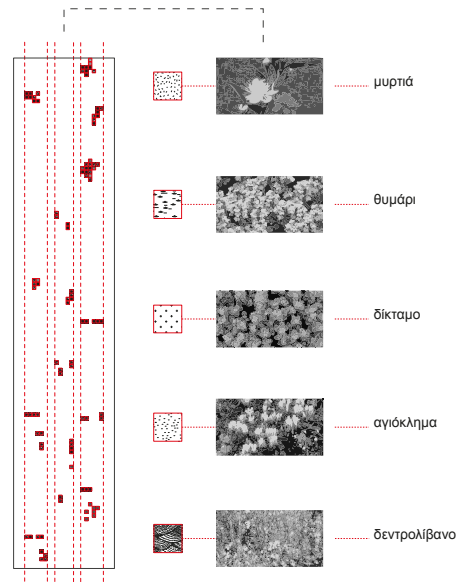 μυρτιά
θυμάρι
δίκταμο
αγιόκλημα
δεντρολίβανο